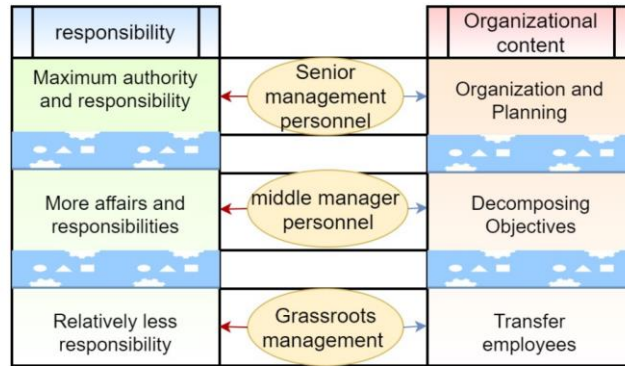 responsibility
Organizational
content
Maximum authority
and responsibility
Senior
management
personnel
Organization and
Planning
More affairs and
responsibilities
middle manager
personnel
Decomposing
Objectives
Relatively less
responsibility
Grassroots
management
Transfer
employees